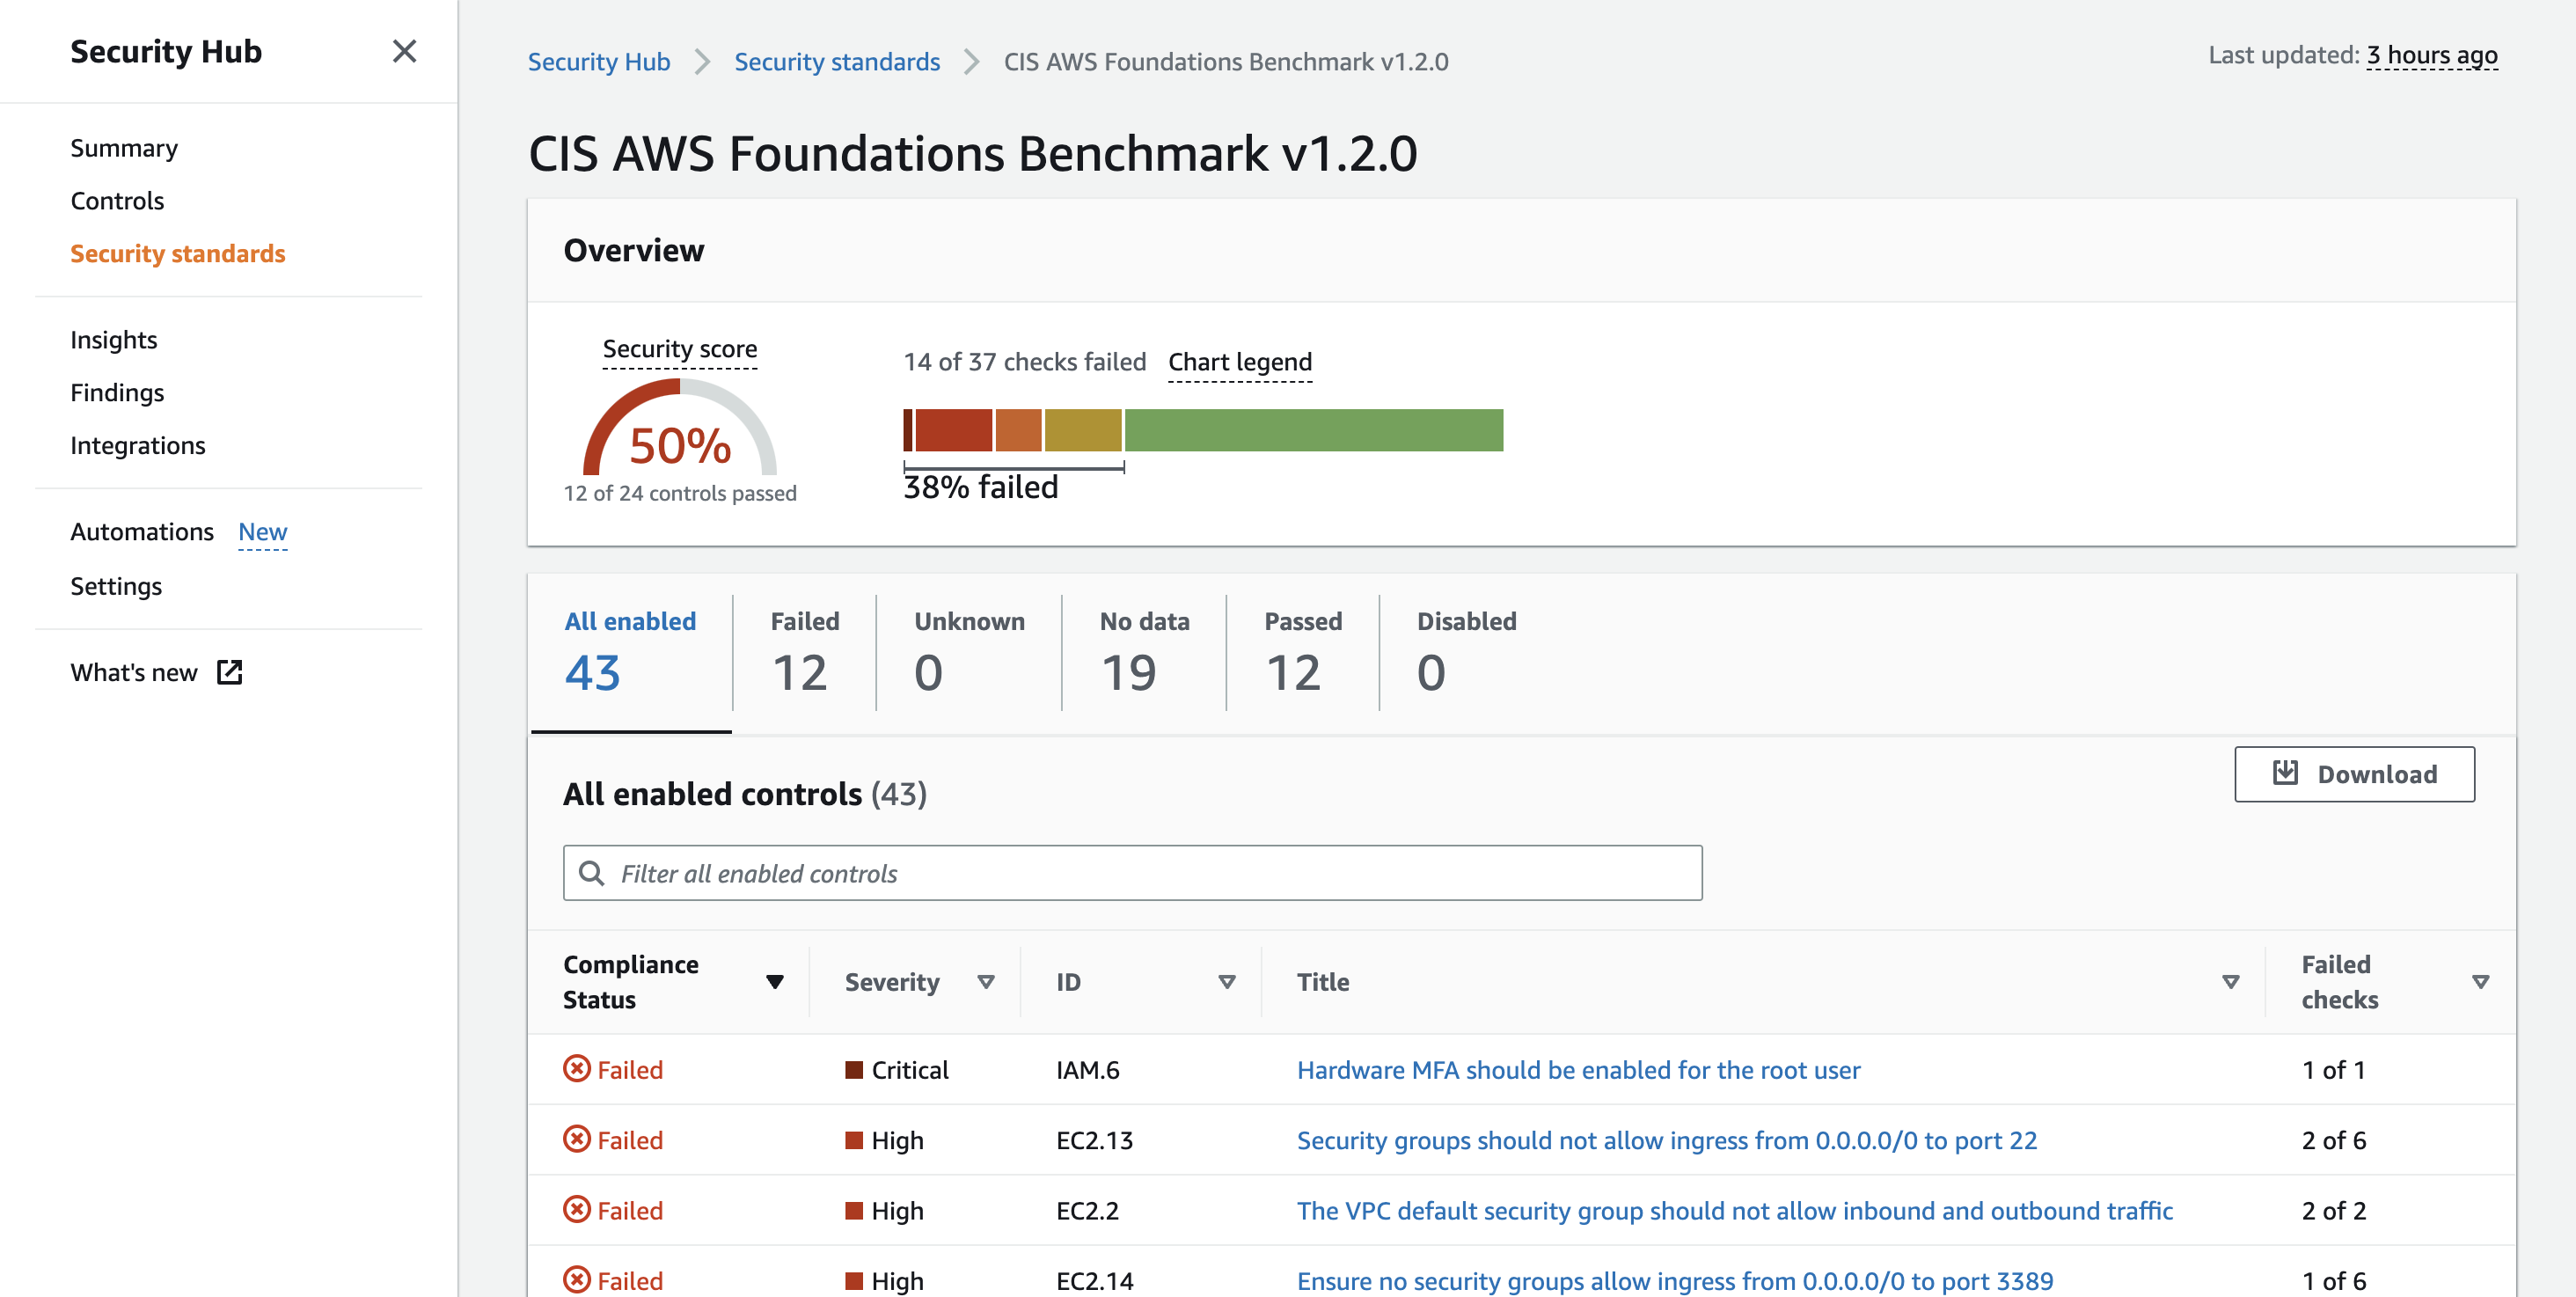 Security Hub
Summary
Controls
Security standards
Insights
Findings
Integrations
Automations New
Settings
What's new
Security Hub Security standards CIS AWS Foundations Benchmark v1.2.0
Last updated: 3 hours ago
CIS AWS Foundations Benchmark v1.2.0
Overview
Security score
50%
12 of 24 controls passed
14 of 37 checks failed Chart legend
38% failed
All enabled
43
Failed
12
Unknown
0
No data
19
Passed
12
Disabled
0
All enabled controls (43)
Download
Filter all enabled controls
Compliance
Status
Severity
ID
Title
Failed
checks
Failed Critical IAM.6 Hardware MFA should be enabled for the root user 1 of 1
Failed High EC2.13 Security groups should not allow ingress from 0.0.0.0/0 to port 22 2 of 6
Failed High EC2.2 The VPC default security group should not allow inbound and outbound traffic 2 of 2
Failed High EC2.14 Ensure no security groups allow ingress from 0.0.0.0/0 to port 3389 1 of 6